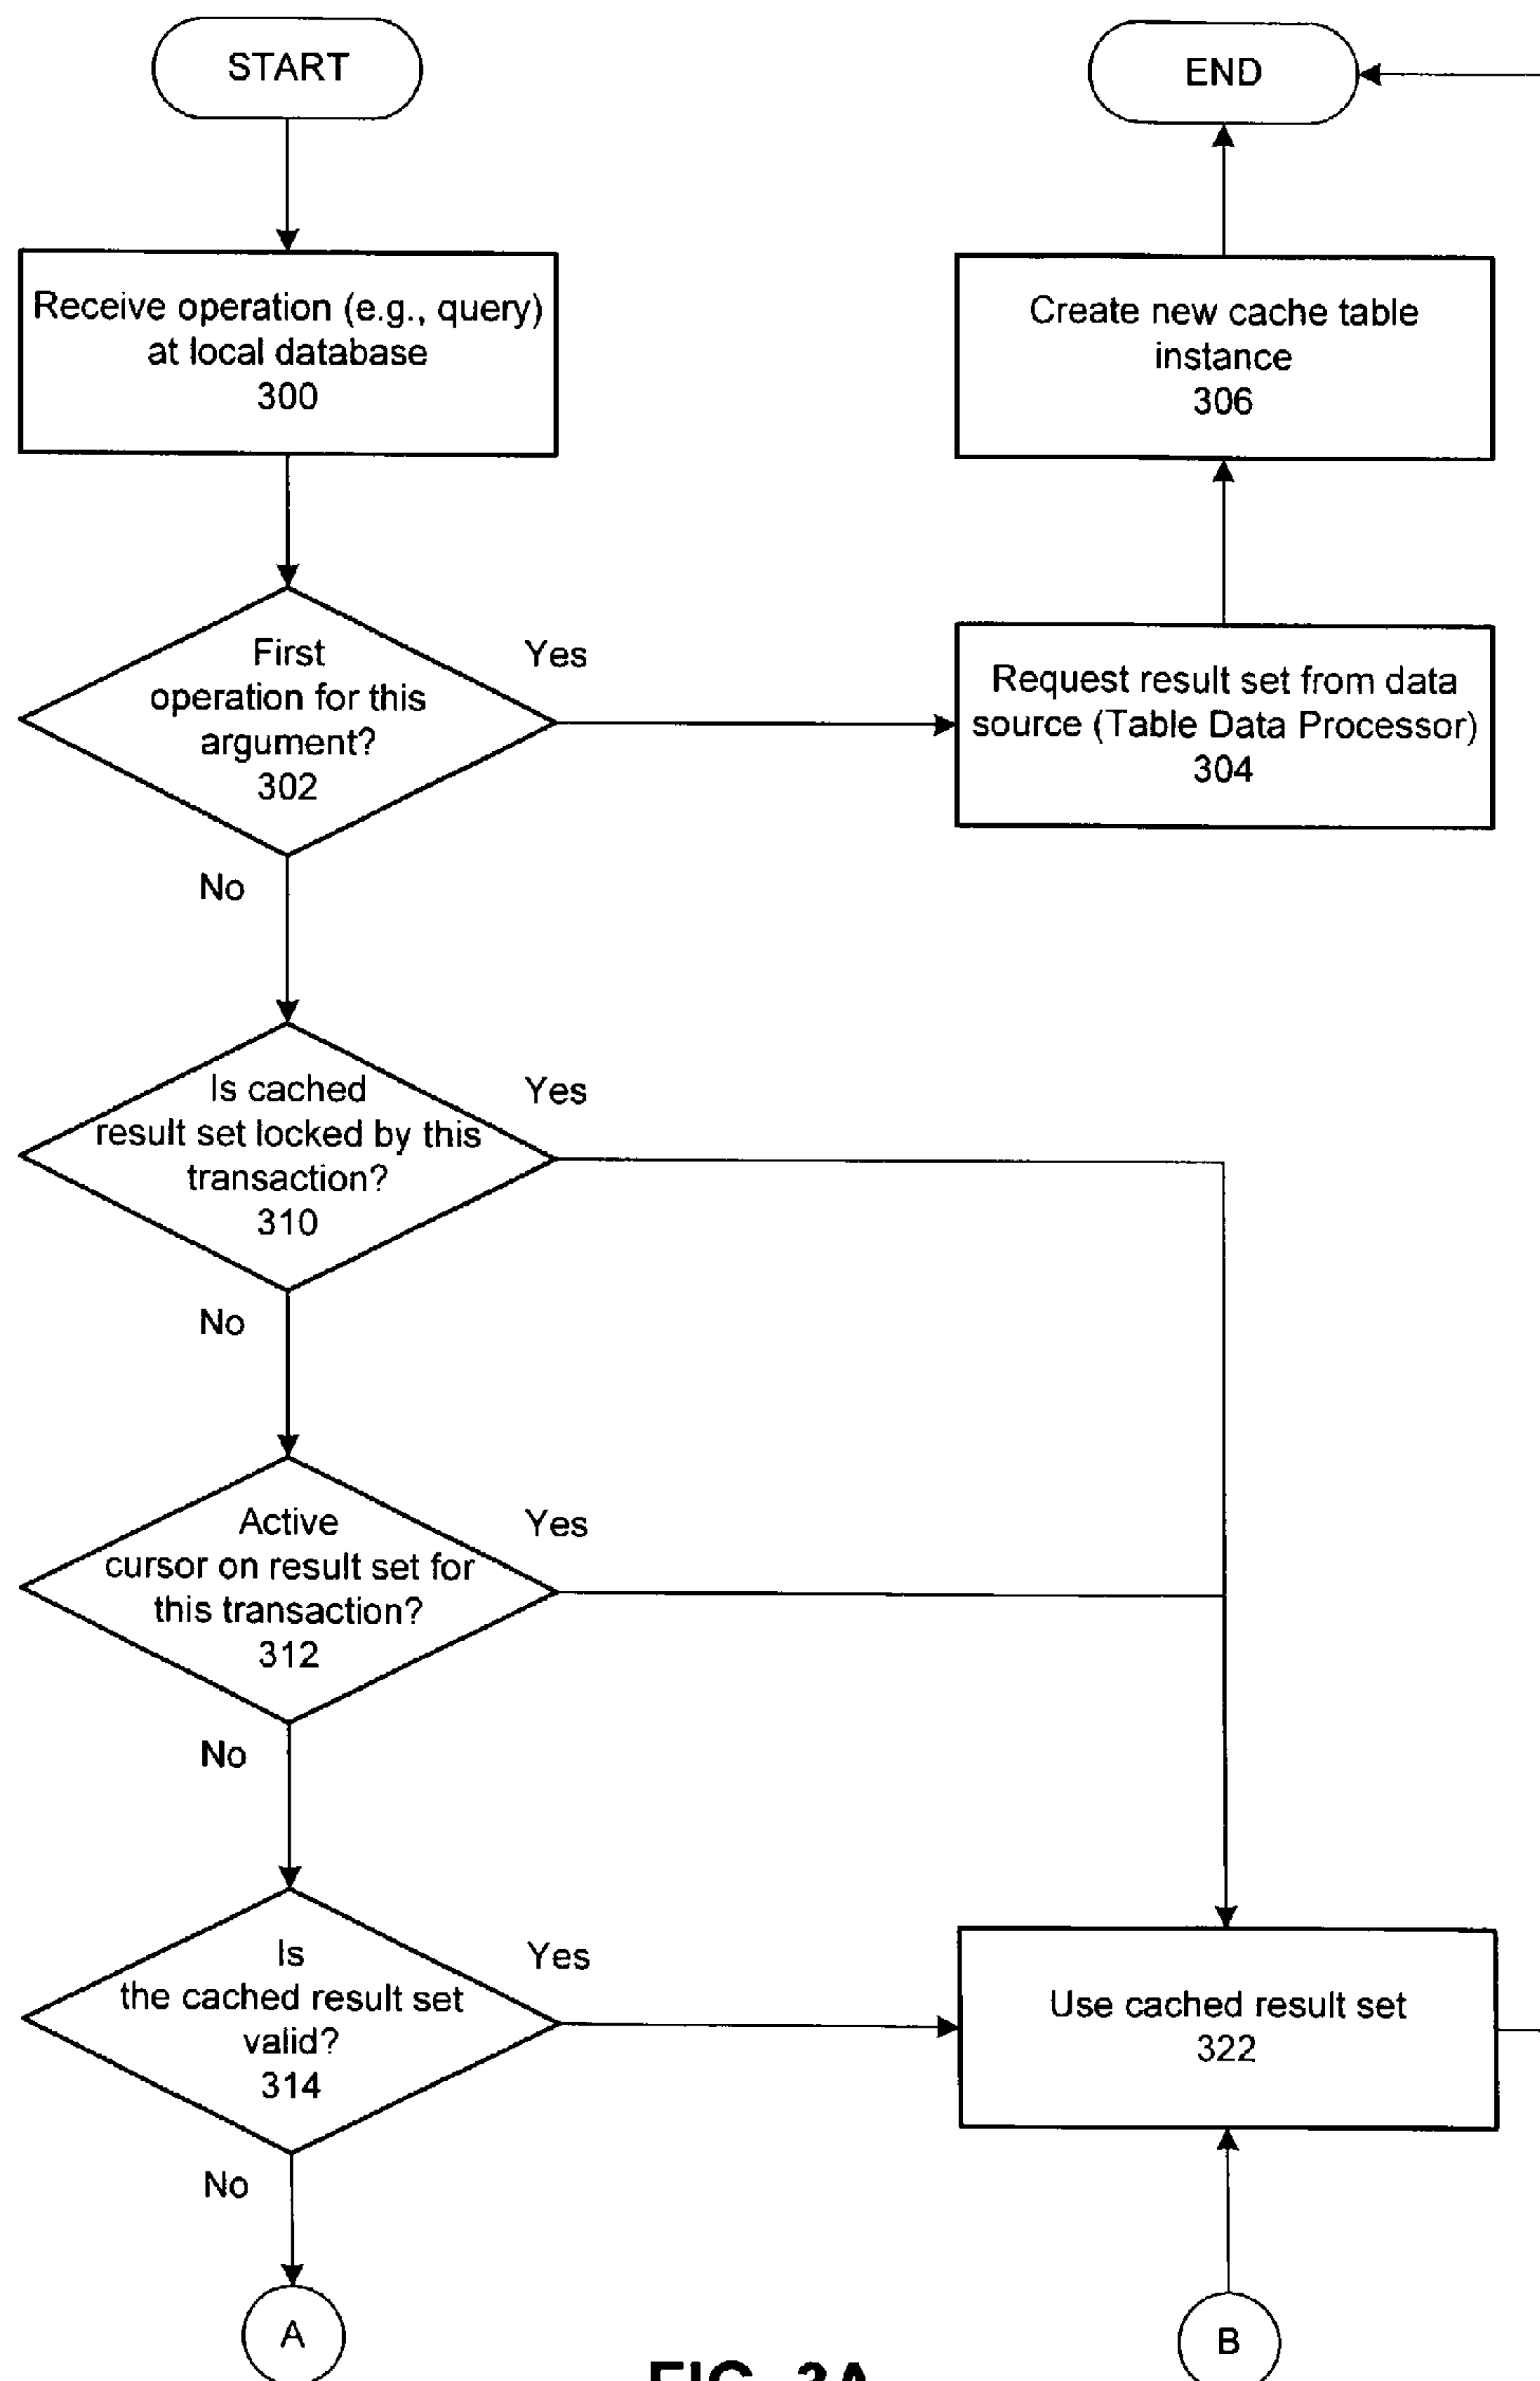 START
END
Receive operation (e.g., query)
at local database
300
Create new cache table
instance
306
First
operation for this
argument?
302
Yes
Request result set from data
source (Table Data Processor)
304
No
Is cached
result set locked by this
transaction?
310
Yes
No
Active
cursor on result set for
this transaction?
312
Yes
No
Is
the cached result set
valid?
314
Yes
Use cached result set
322
No
A
B
FIG. 3A